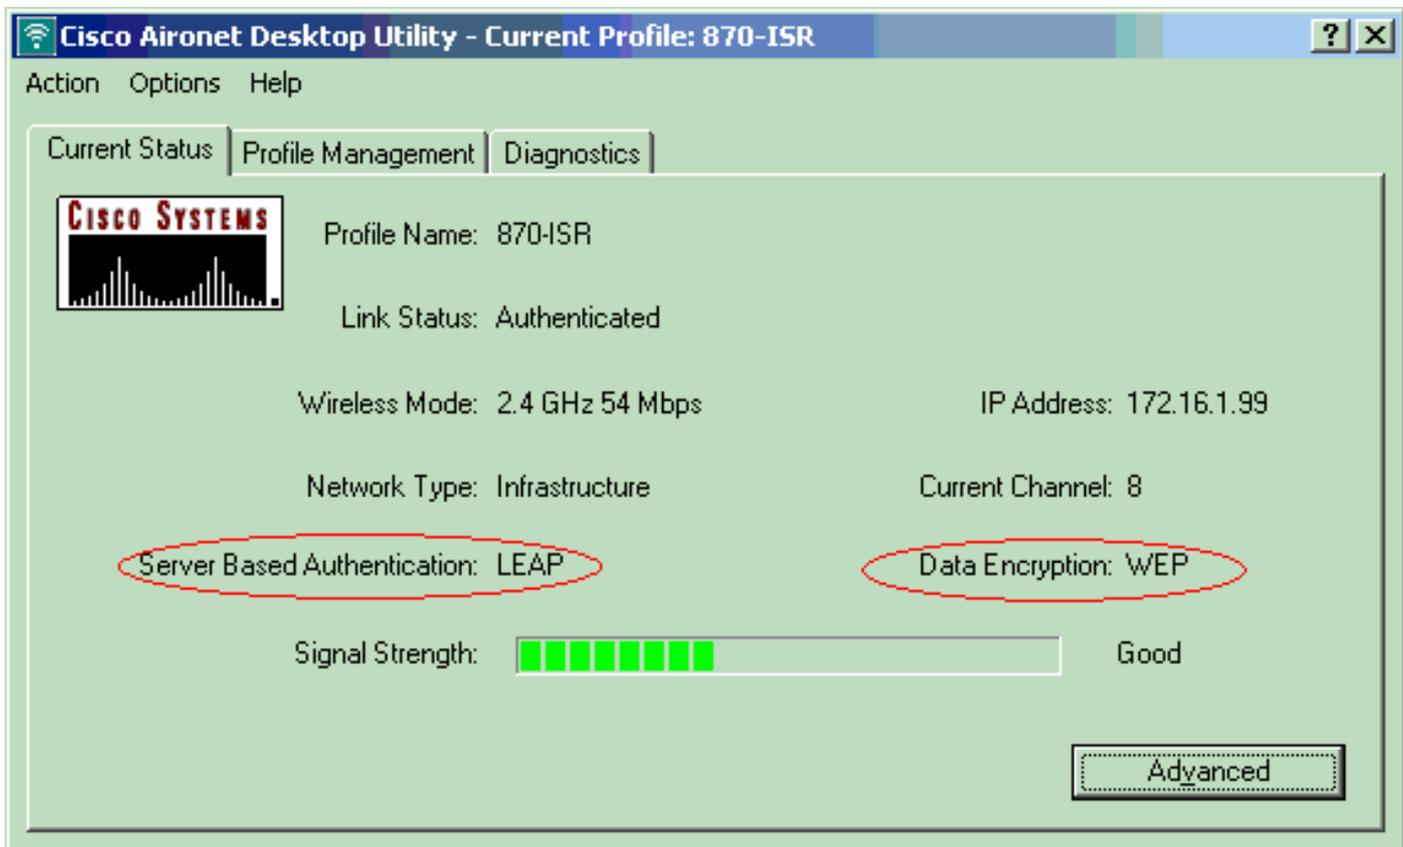 Cisco Aironet Desktop Utility - Current Profile: 870-ISR ? X
Action Options Help
Current Status Profile Management Diagnostics
CISCO SYSTEMS
Profile Name: 870-ISR
Link Status: Authenticated
Wireless Mode: 2.4 GHz 54 Mbps IP Address: 172.16.1.99
Network Type: Infrastructure Current Channel: 8
Server Based Authentication: LEAP Data Encryption: WEP
Signal Strength: Good
Advanced